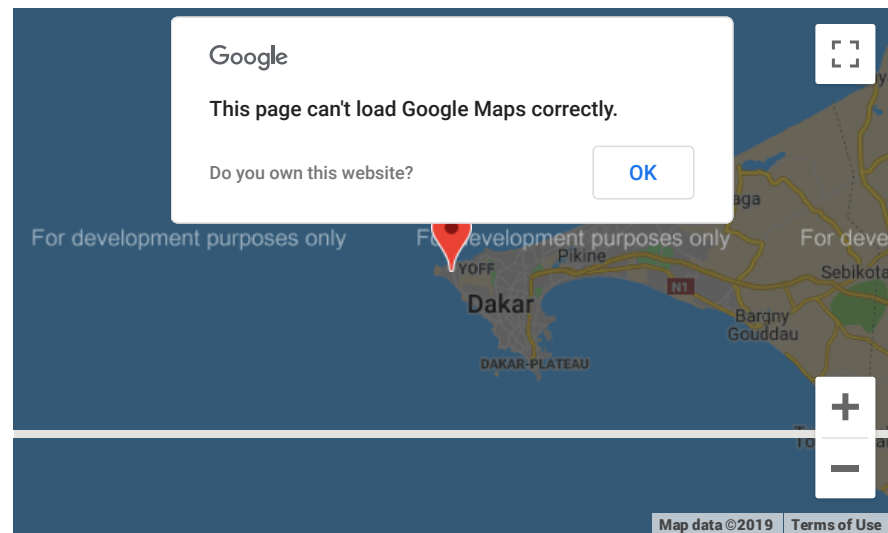 Google
This page can't load Google Maps correctly.
Do you own this website?
OK
For development purposes only
For development purposes only
For deve
YOFF
Pikine
Sebikota
N1
Dakar
Bargny
Gouddau
DAKAR-PLATEAU
Map data ©2019
Terms of Use